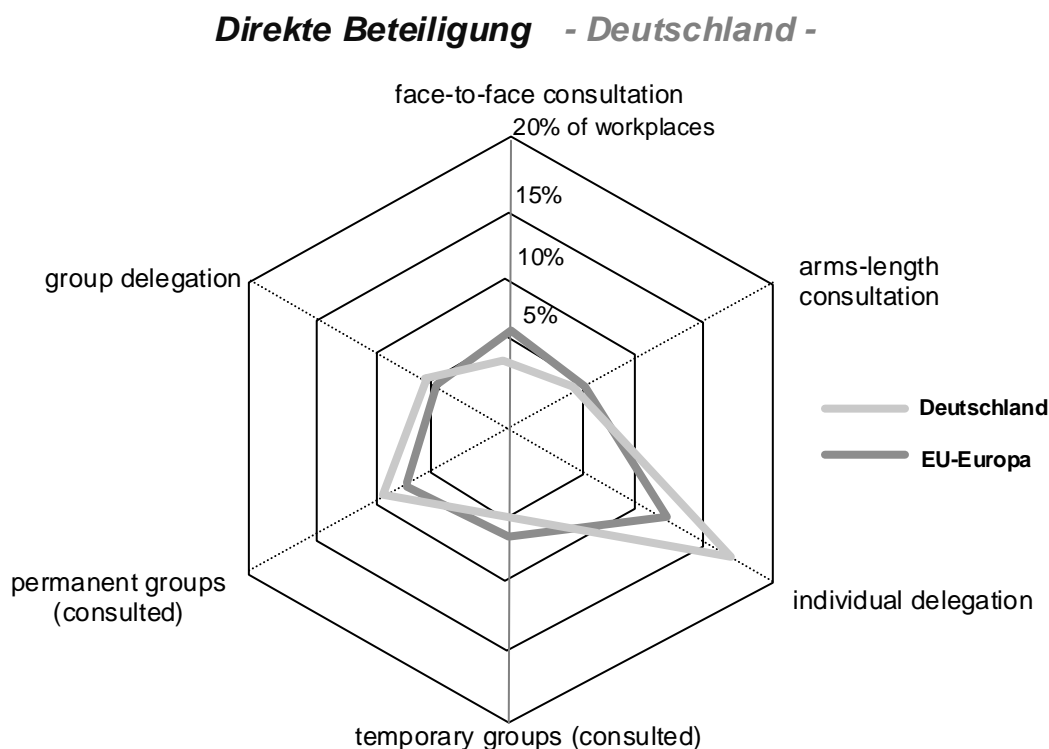 Direkte Beteiligung - Deutschland -
face-to-face consultation
20% of workplaces
15%
10%
5%
group delegation
arms-length
consultation
Deutschland
EU-Europa
permanent groups
(consulted)
individual delegation
temporary groups (consulted)